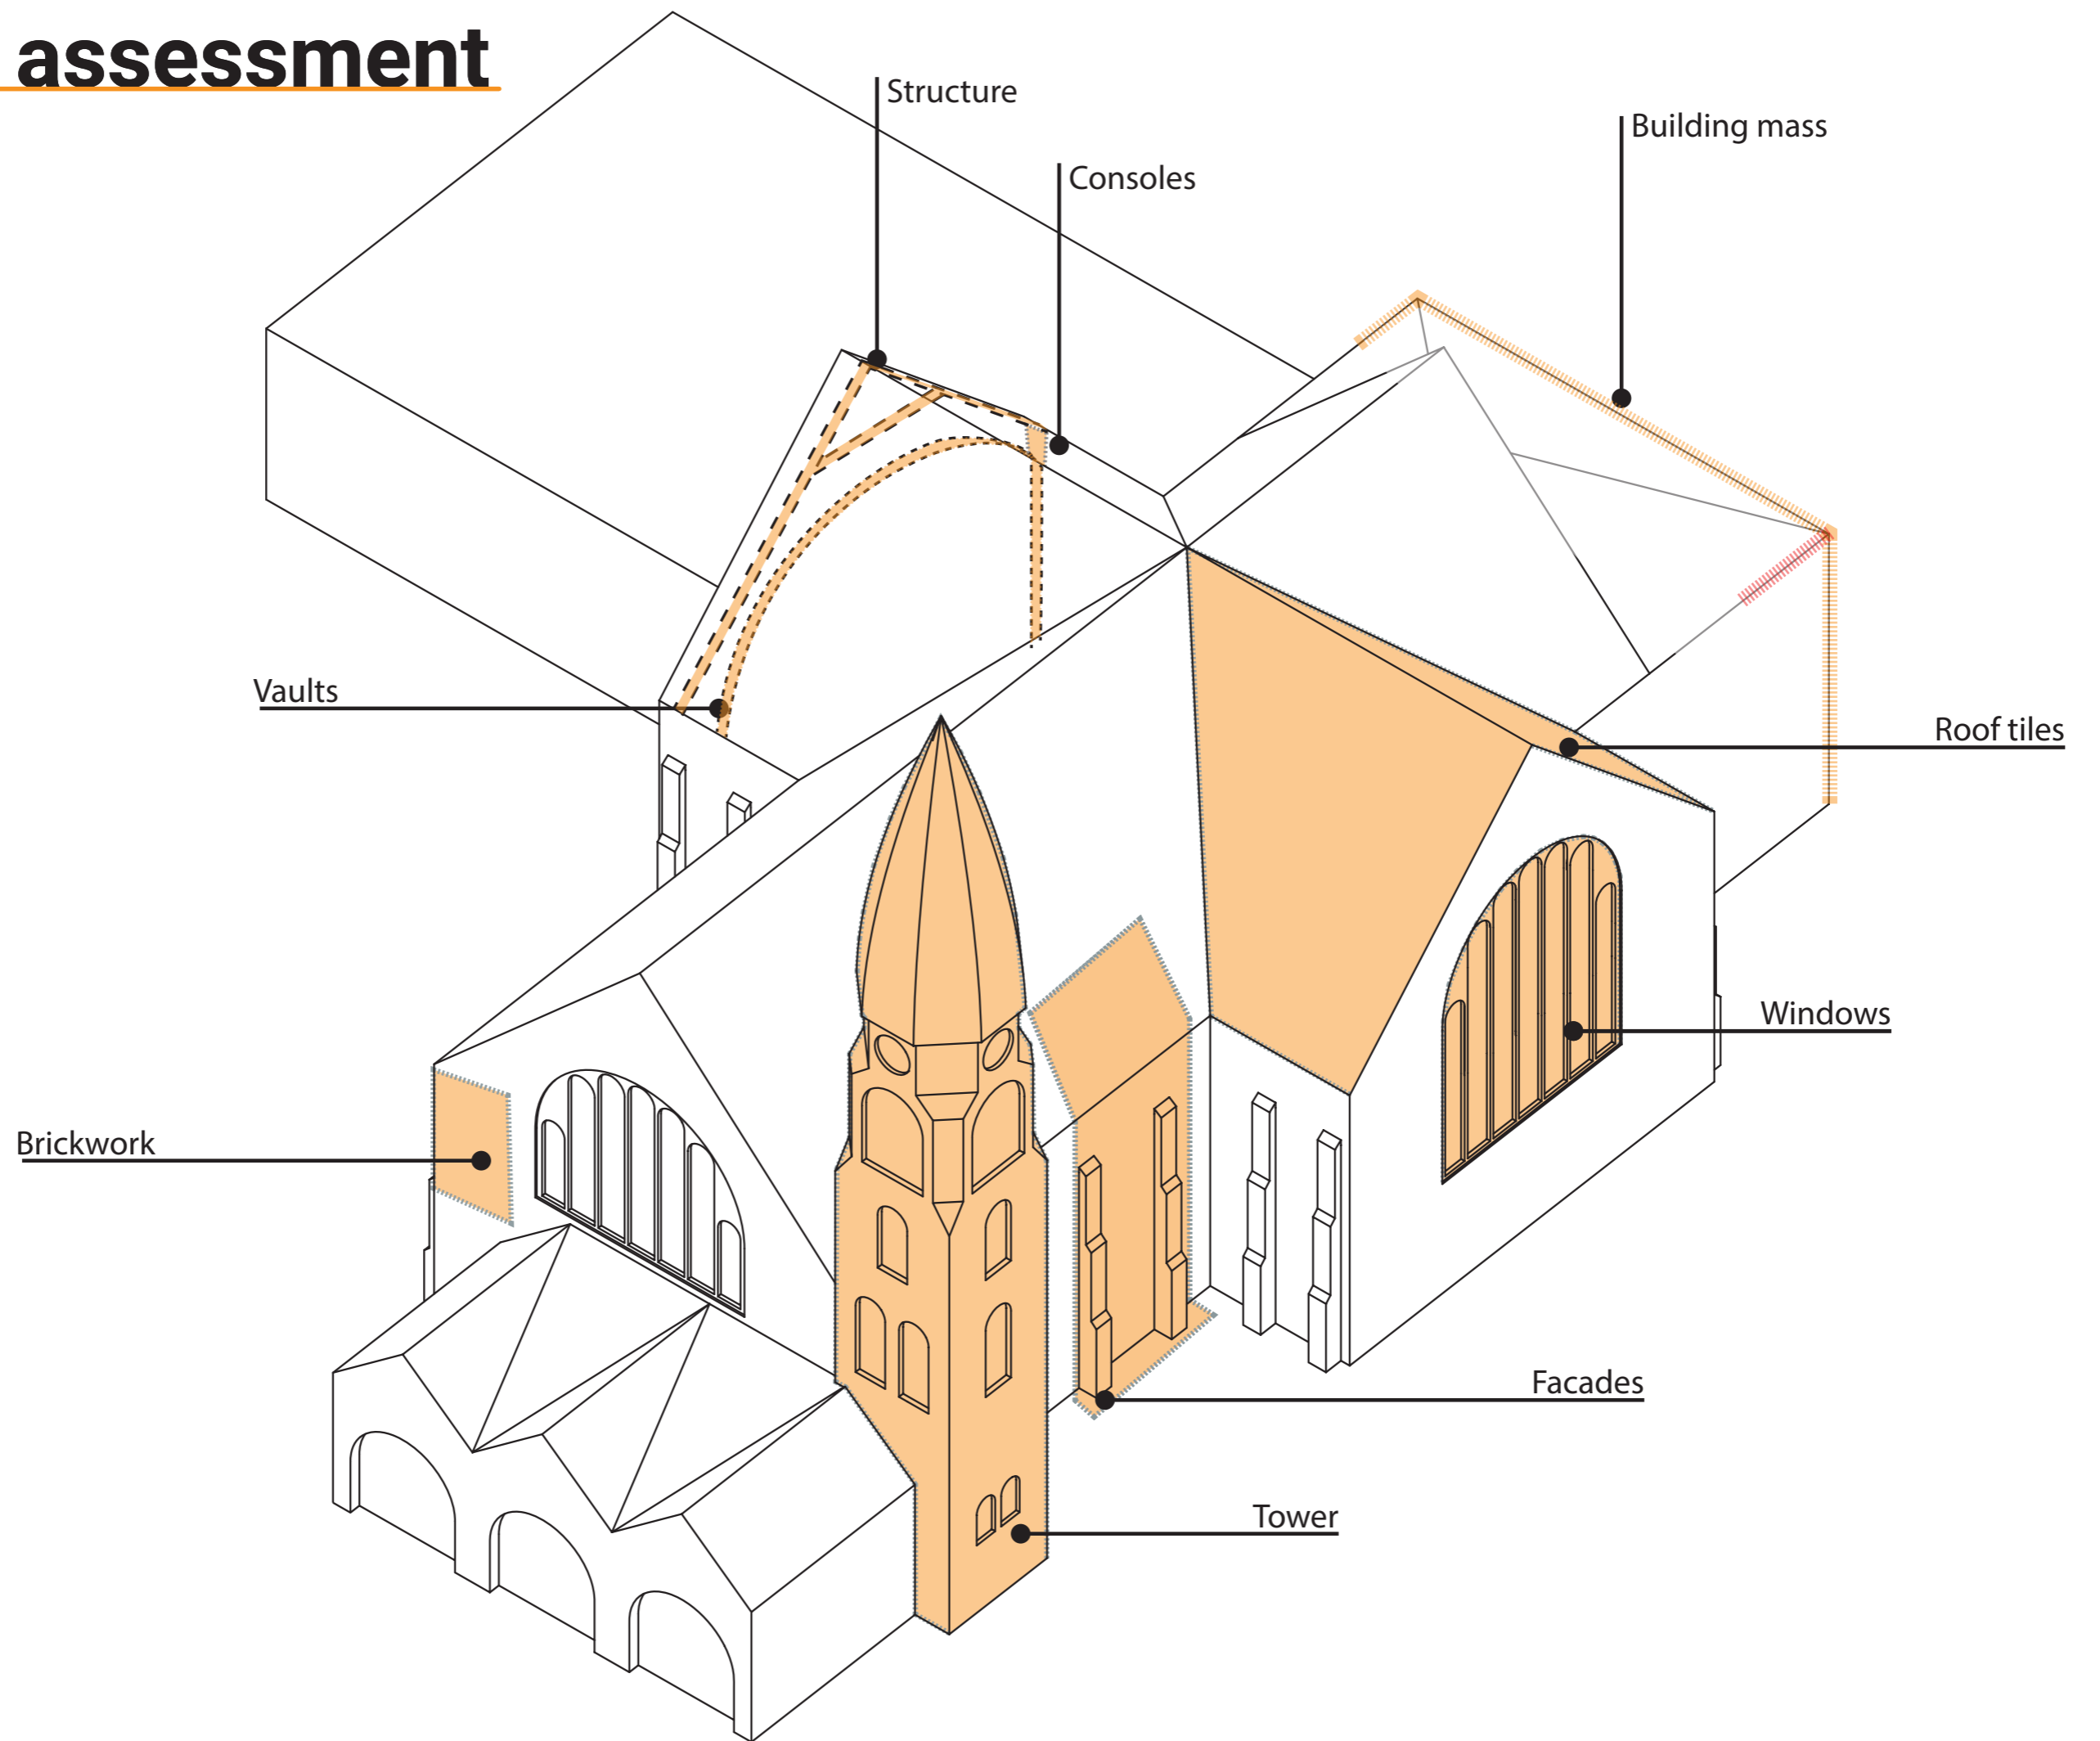 assessment
Structure
Building mass
Consoles
Vaults
Roof tiles
Windows
Brickwork
Facades
Tower